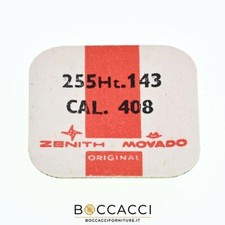 255Ht.143
CAL. 408
ZENITH MOVADO
ORIGINAL
BOCCACCI
BOCCACCIFORNITURE.IT